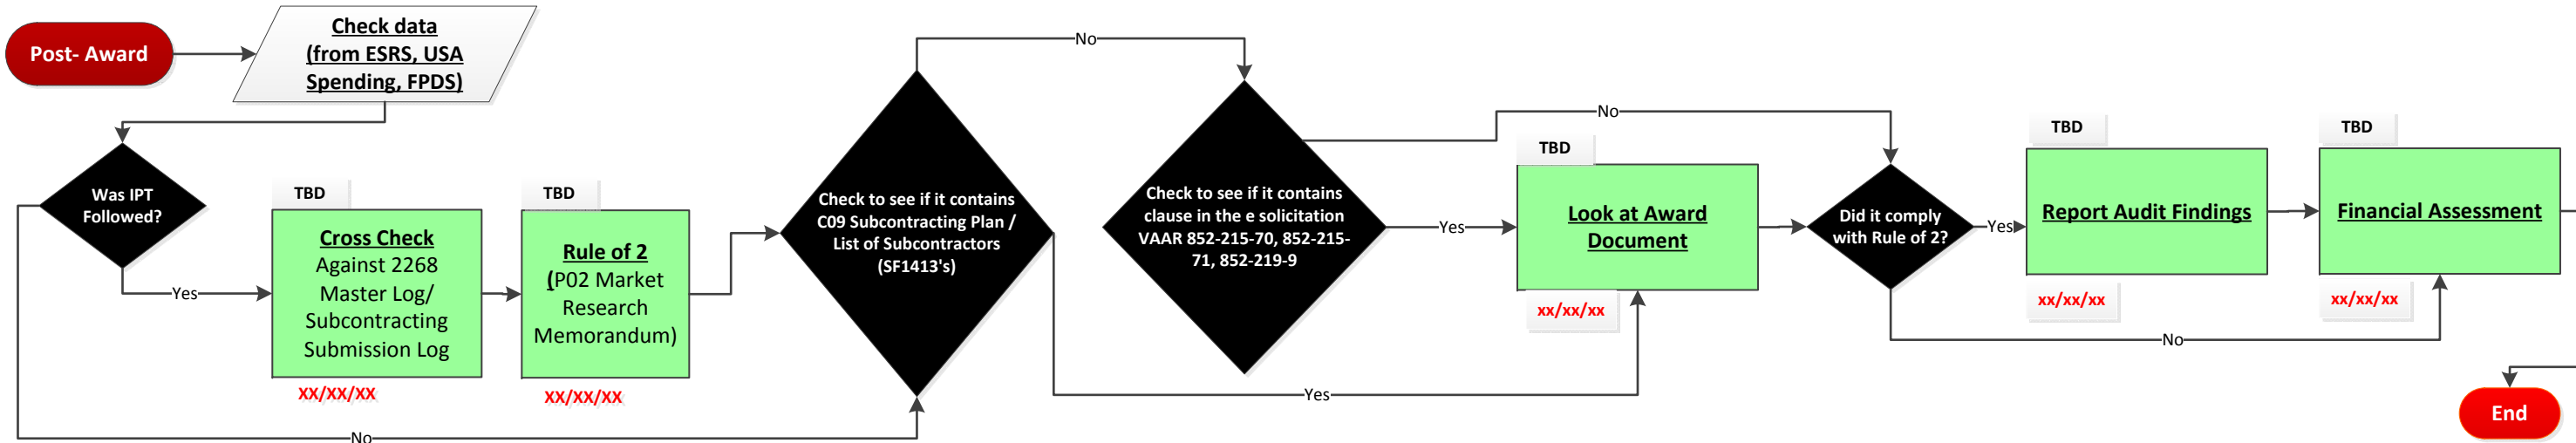 Post- Award
Check data
(from ESRS, USA
Spending, FPDS)
Was IPT
Followed?
Yes
No
TBD
Cross Check
Against 2268
Master Log/
Subcontracting
Submission Log
XX/XX/XX
TBD
Rule of 2
(P02 Market
Research
Memorandum)
XX/XX/XX
Check to see if it contains
C09 Subcontracting Plan /
List of Subcontractors
(SF1413's)
No
Yes
Check to see if it contains
clause in the e solicitation
VAAR 852-215-70, 852-215-
71, 852-219-9
No
Yes
TBD
Look at Award
Document
xx/xx/xx
Did it comply
with Rule of 2?
Yes
No
TBD
Report Audit Findings
xx/xx/xx
TBD
Financial Assessment
xx/xx/xx
End